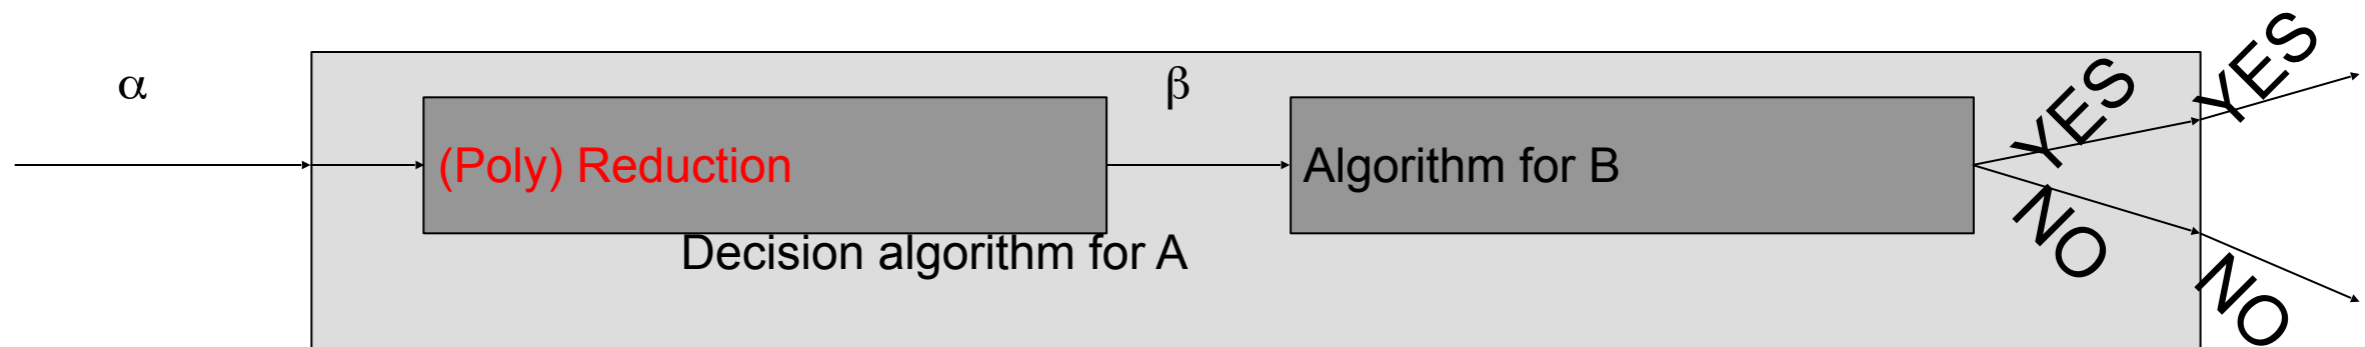 α
β
(Poly) Reduction
Algorithm for B
Decision algorithm for A
YES
YES
NO
NO